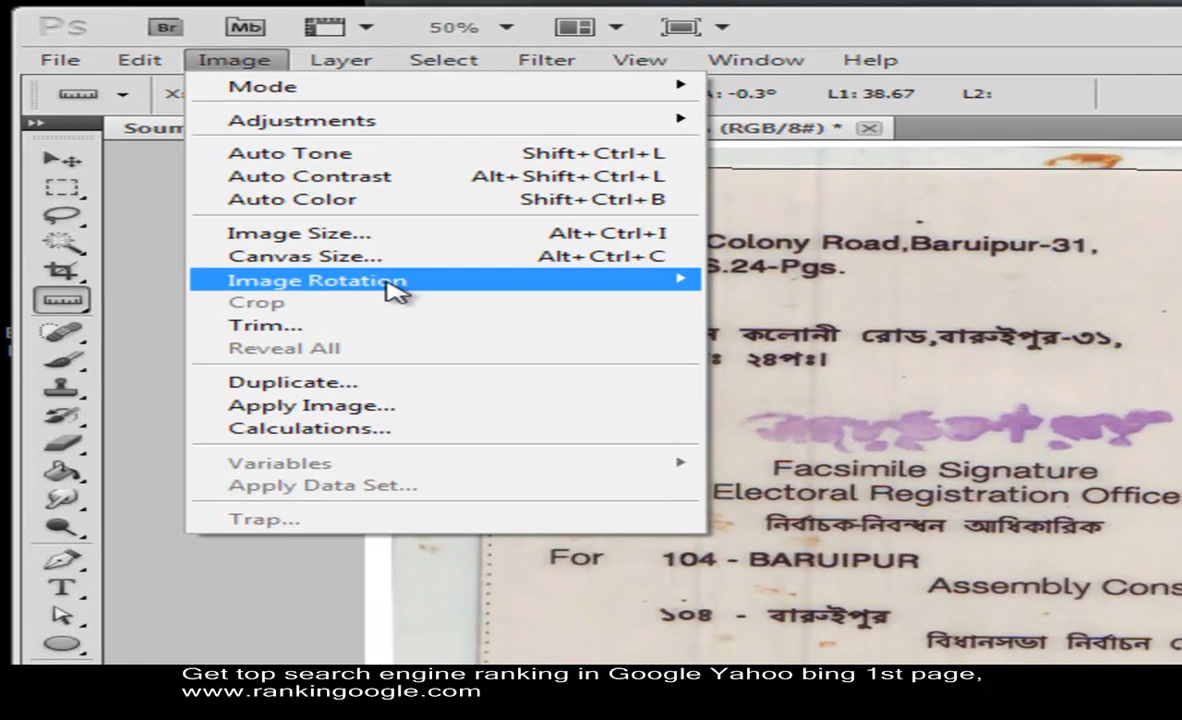 Ps Br Mb 50%
File Edit Image Layer Select Filter View Window Help
X: : -0.3° L1: 38.67 L2:
Soum (RGB/8#) *
Mode
Adjustments
Auto Tone Shift+Ctrl+L
Auto Contrast Alt+Shift+Ctrl+L
Auto Color Shift+Ctrl+B
Image Size... Alt+Ctrl+I
Canvas Size... Alt+Ctrl+C
Image Rotation
Crop
Trim...
Reveal All
Duplicate...
Apply Image...
Calculations...
Variables
Apply Data Set...
Trap...
Colony Road,Baruipur-31,
S.24-Pgs.
কলোনী রোড,বারুইপুর-৩১,
২৪পঃ।
Facsimile Signature
Electoral Registration Office
নির্বাচক-নিবন্ধন আধিকারিক
For 104 - BARUIPUR
Assembly Cons
১০৪ - বারুইপুর
বিধানসভা নির্বাচন
T
Get top search engine ranking in Google Yahoo bing 1st page,
www.rankingoogle.com